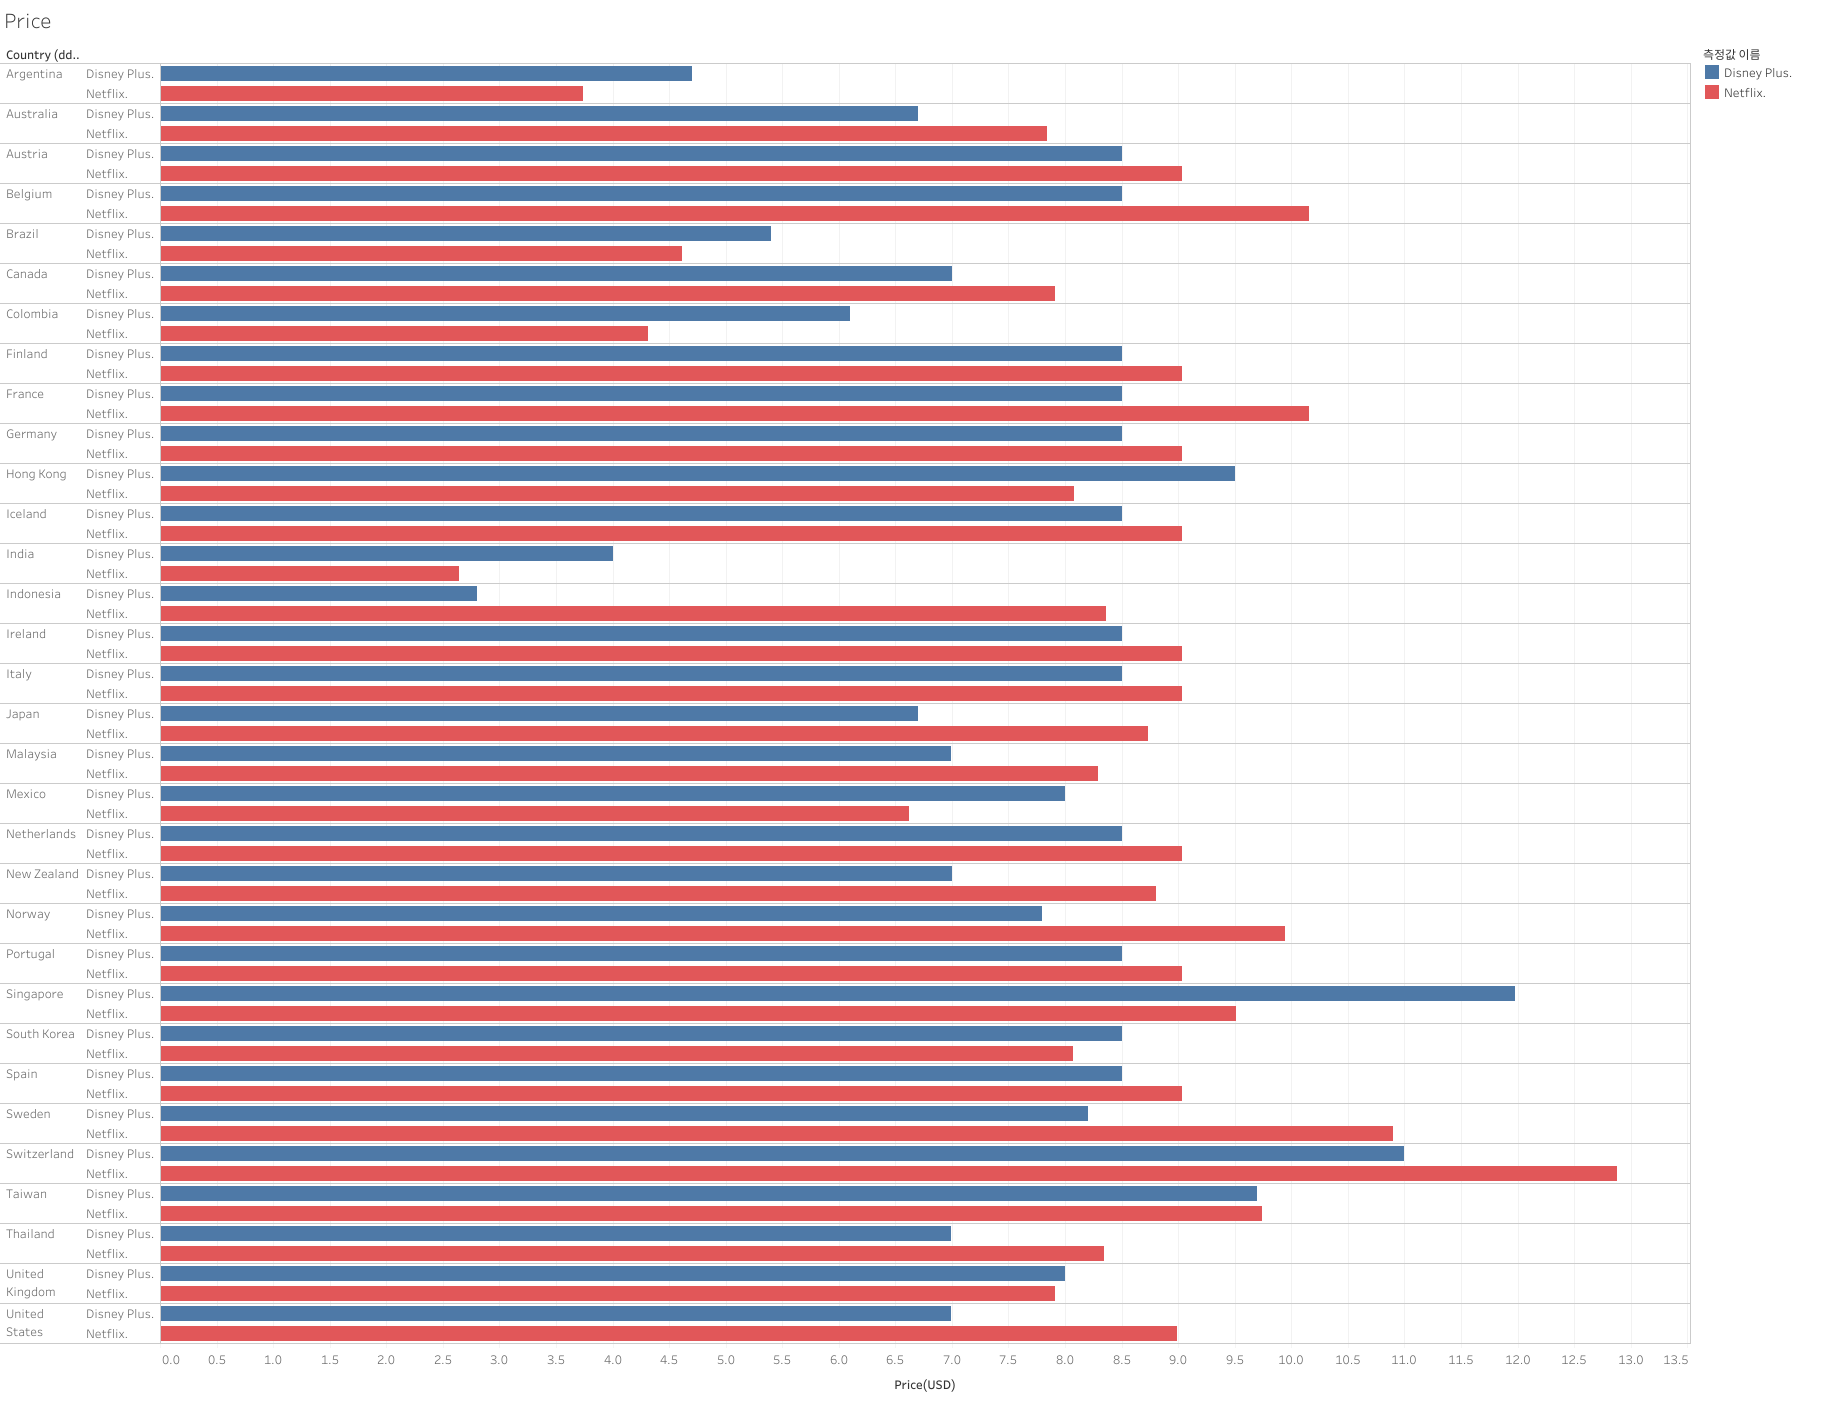 Price
Country (dd..
측정값 이름
Disney Plus.
Netflix.
Argentina Disney Plus.
Netflix.
Australia Disney Plus.
Netflix.
Austria Disney Plus.
Netflix.
Belgium Disney Plus.
Netflix.
Brazil Disney Plus.
Netflix.
Canada Disney Plus.
Netflix.
Colombia Disney Plus.
Netflix.
Finland Disney Plus.
Netflix.
France Disney Plus.
Netflix.
Germany Disney Plus.
Netflix.
Hong Kong Disney Plus.
Netflix.
Iceland Disney Plus.
Netflix.
India Disney Plus.
Netflix.
Indonesia Disney Plus.
Netflix.
Ireland Disney Plus.
Netflix.
Italy Disney Plus.
Netflix.
Japan Disney Plus.
Netflix.
Malaysia Disney Plus.
Netflix.
Mexico Disney Plus.
Netflix.
Netherlands Disney Plus.
Netflix.
New Zealand Disney Plus.
Netflix.
Norway Disney Plus.
Netflix.
Portugal Disney Plus.
Netflix.
Singapore Disney Plus.
Netflix.
South Korea Disney Plus.
Netflix.
Spain Disney Plus.
Netflix.
Sweden Disney Plus.
Netflix.
Switzerland Disney Plus.
Netflix.
Taiwan Disney Plus.
Netflix.
Thailand Disney Plus.
Netflix.
United Disney Plus.
Kingdom Netflix.
United Disney Plus.
States Netflix.
0.0 0.5 1.0 1.5 2.0 2.5 3.0 3.5 4.0 4.5 5.0 5.5 6.0 6.5 7.0 7.5 8.0 8.5 9.0 9.5 10.0 10.5 11.0 11.5 12.0 12.5 13.0 13.5
Price(USD)